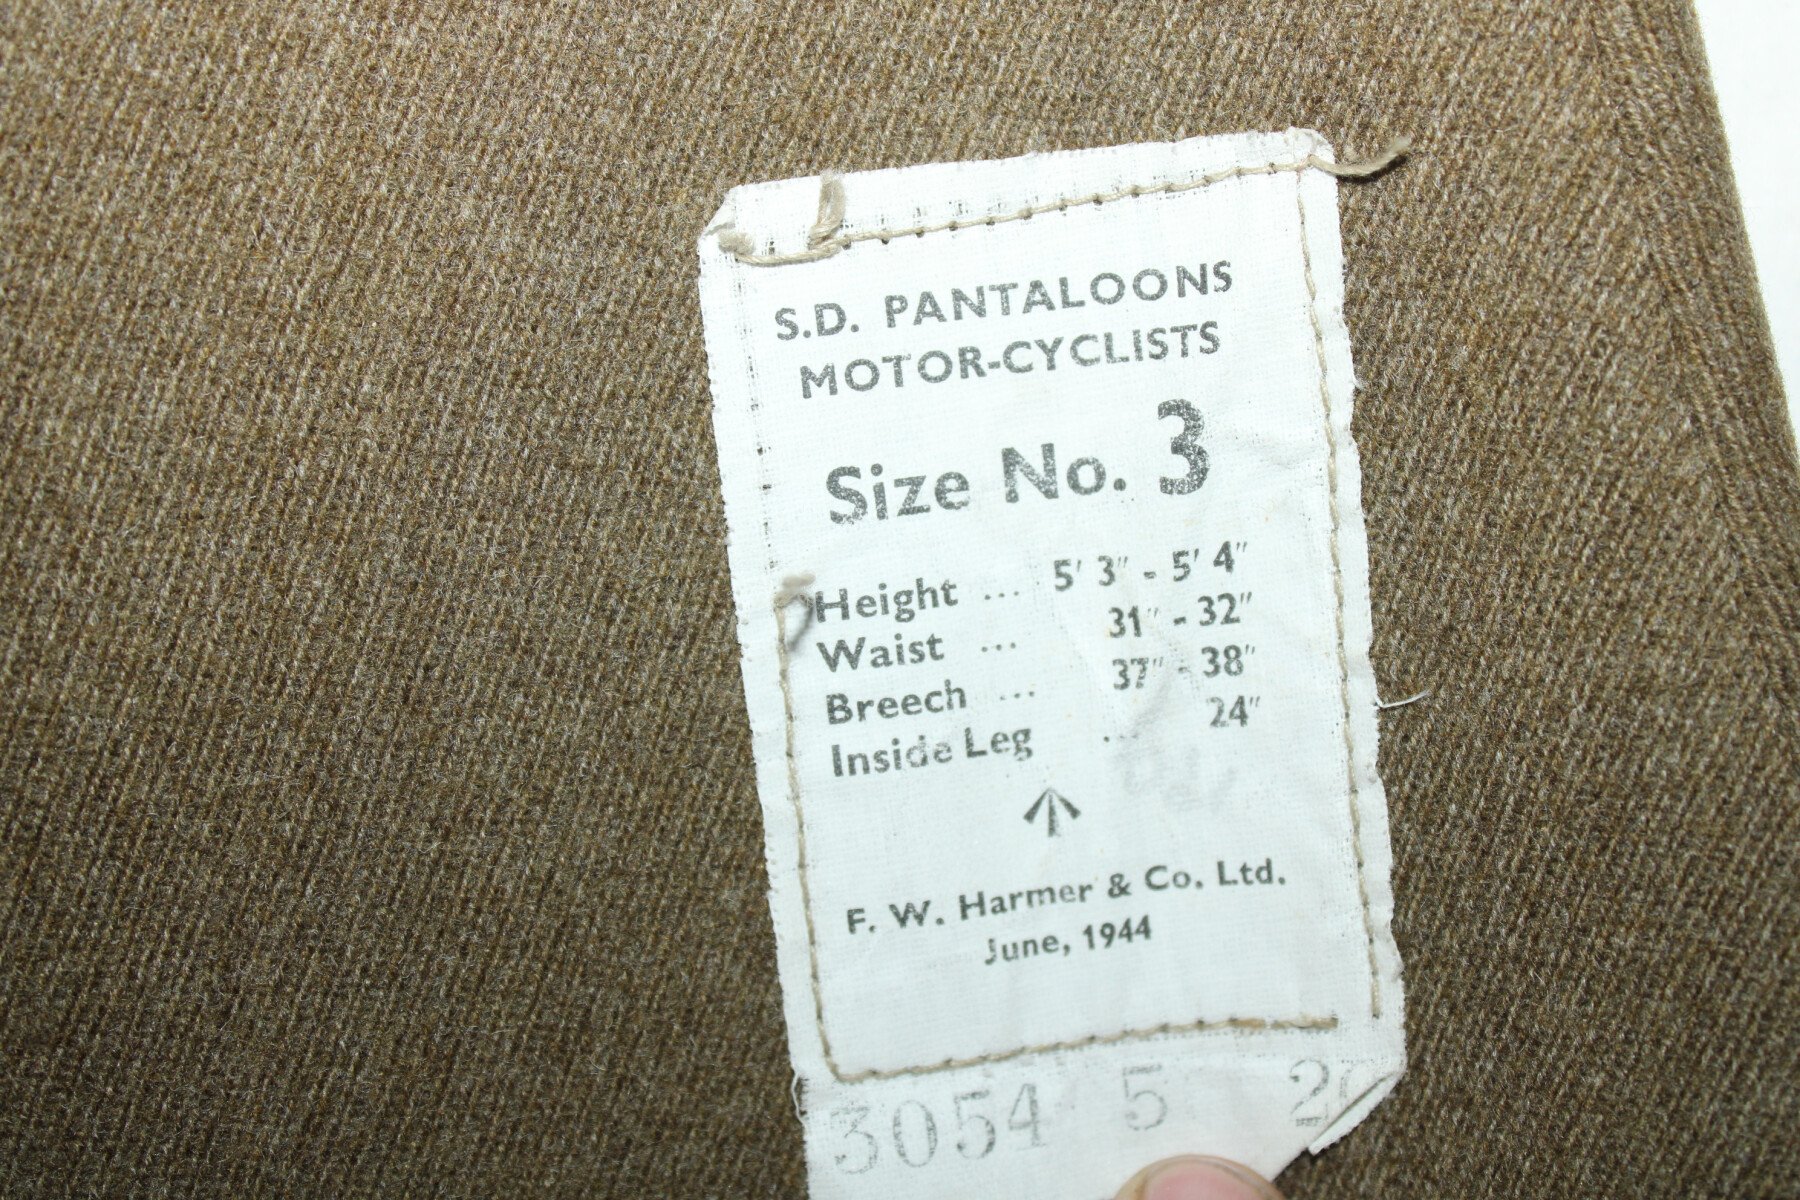 S.D. PANTALOONS
MOTOR-CYCLISTS
Size No. 3
Height ... 5' 3" - 5' 4"
Waist ... 31" - 32"
Breech ... 37" - 38"
Inside Leg ... 24"
F. W. Harmer & Co. Ltd.
June, 1944
3054 5